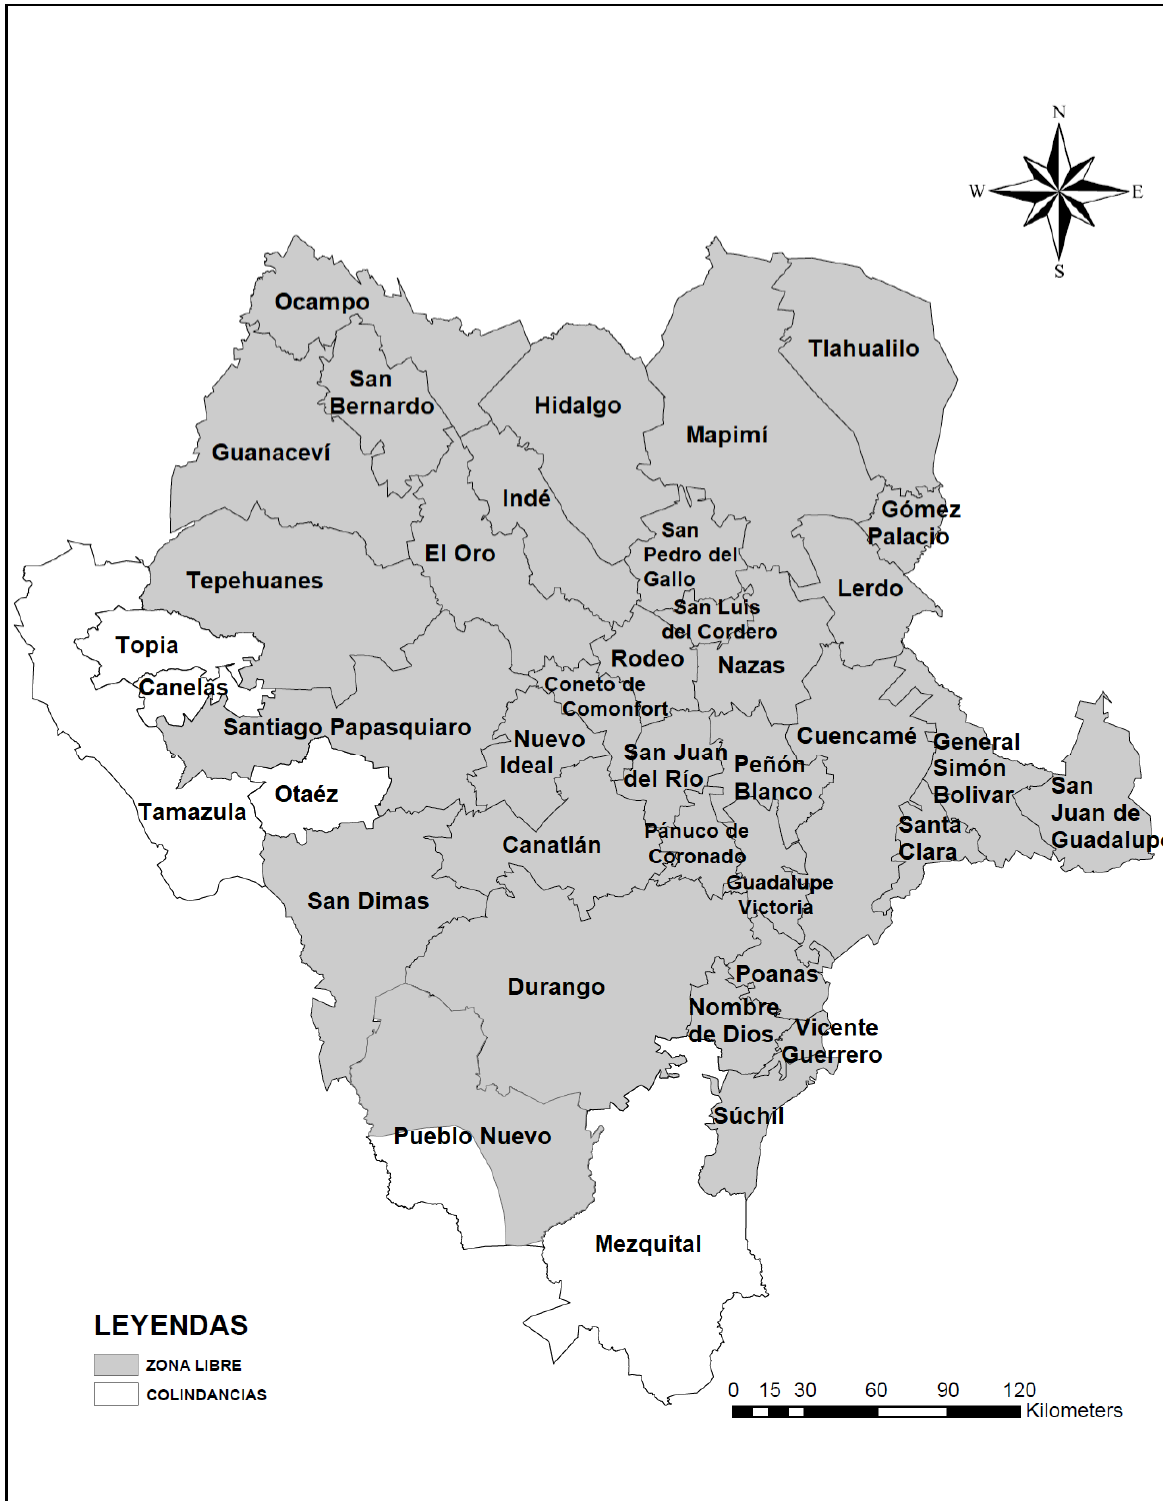 N
W
E
S
Ocampo
Tlahualilo
San
Bernardo
Hidalgo
Mapimí
Guanaceví
Indé
Gómez
Palacio
San
Pedro del
Gallo
El Oro
Tepehuanes
Lerdo
San Luis
del Cordero
Topia
Rodeo
Nazas
Canelas
Coneto de
Comonfort
Santiago Papasquiaro
Nuevo
Ideal
San Juan
del Río
Cuencamé
Peñón
Blanco
General
Simón
Bolivar
San
Juan de
Guadalupe
Otaéz
Tamazula
Santa
Clara
Canatlán
Pánuco de
Coronado
Guadalupe
Victoria
San Dimas
Durango
Poanas
Nombre
de Dios
Vicente
Guerrero
Súchil
Pueblo Nuevo
Mezquital
LEYENDAS
ZONA LIBRE
COLINDANCIAS
0 15 30 60 90 120
Kilometers